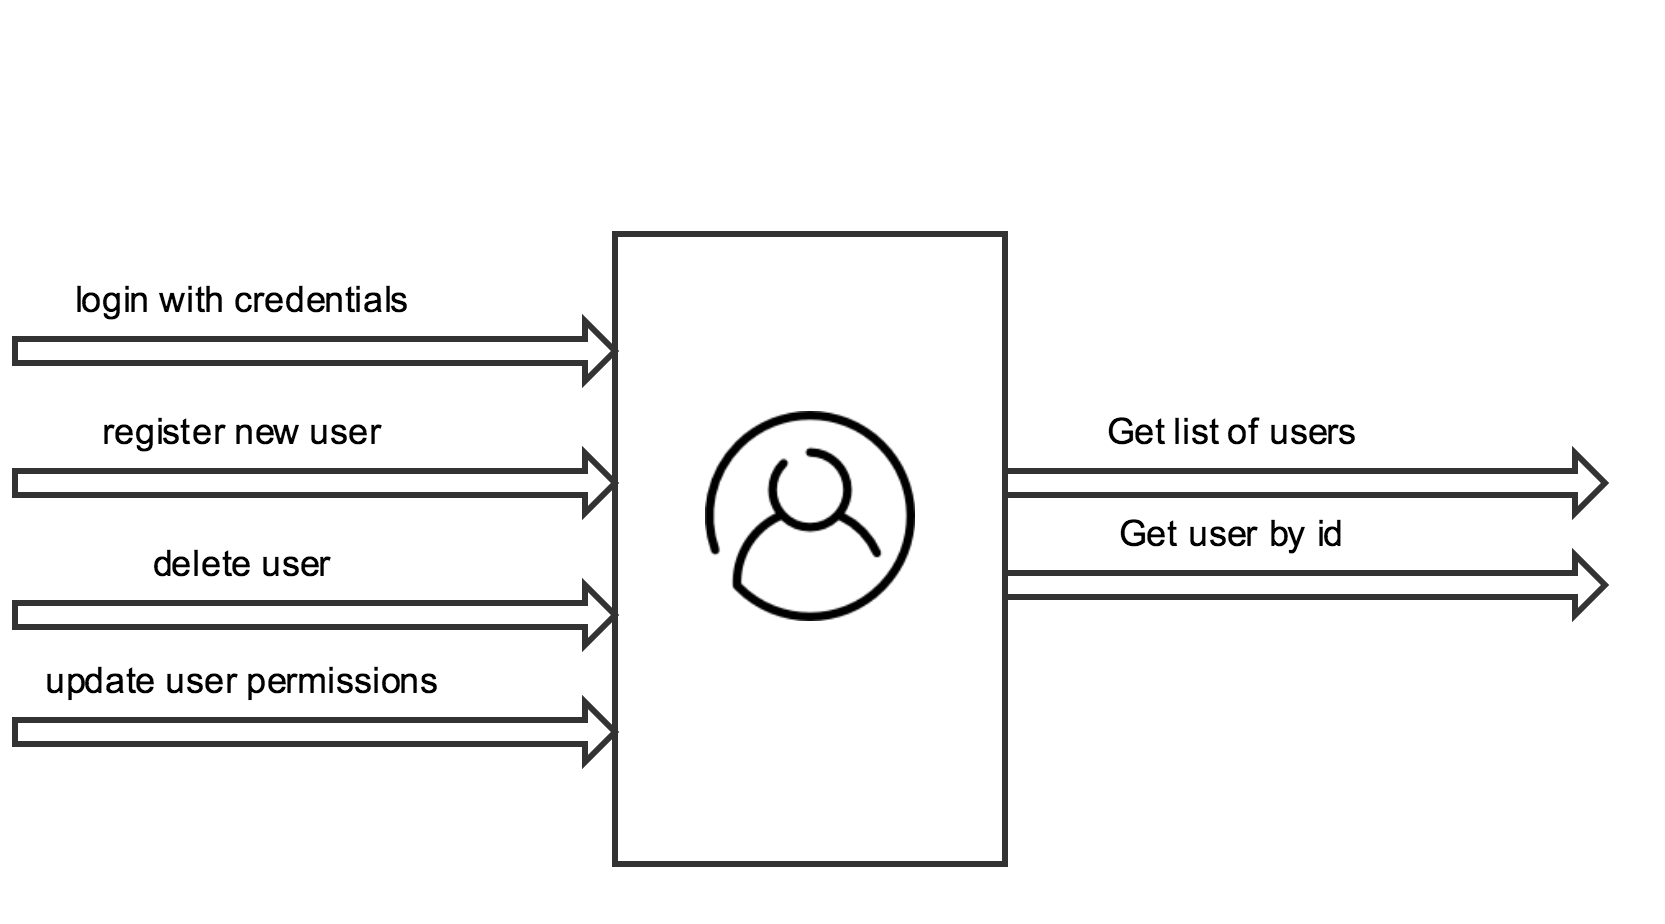 login with credentials
register new user
delete user
update user permissions
Get list of users
Get user by id